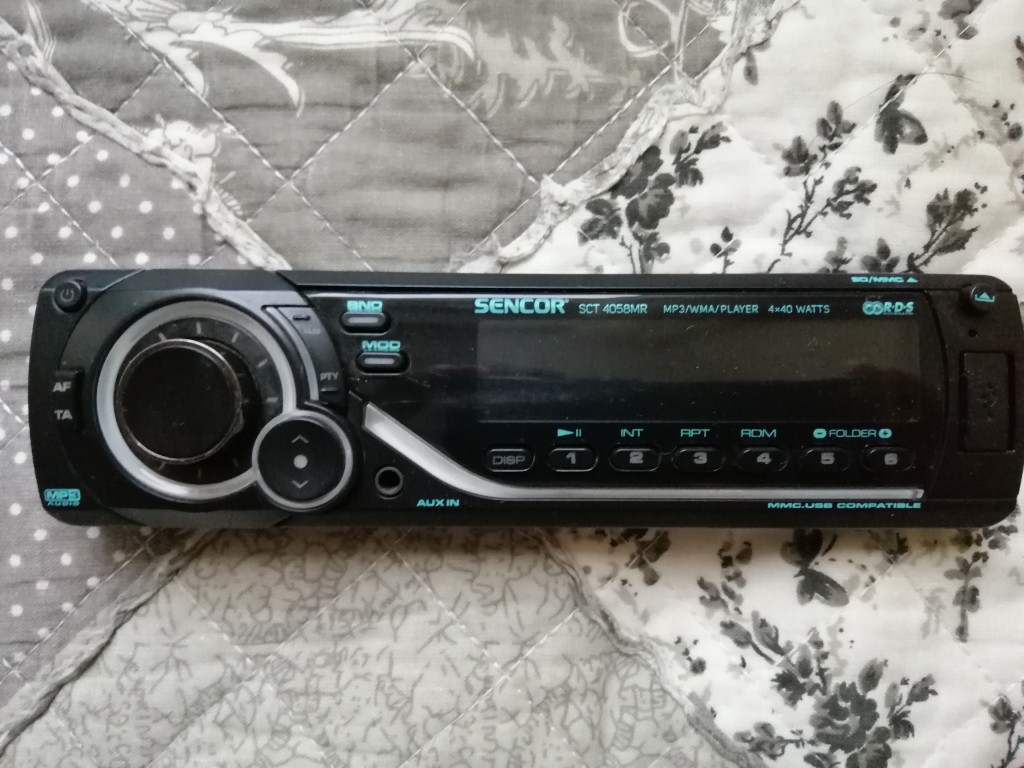 SD/MMC
BND
SENCOR SCT 4058MR MP3/WMA/PLAYER 4×40 WATTS R·D·S
MOD
PTY
AF
TA
INT RPT RDM FOLDER
DISP 1 2 3 4 5 6
MP3
AUDIO
AUX IN
MMC.USB COMPATIBLE